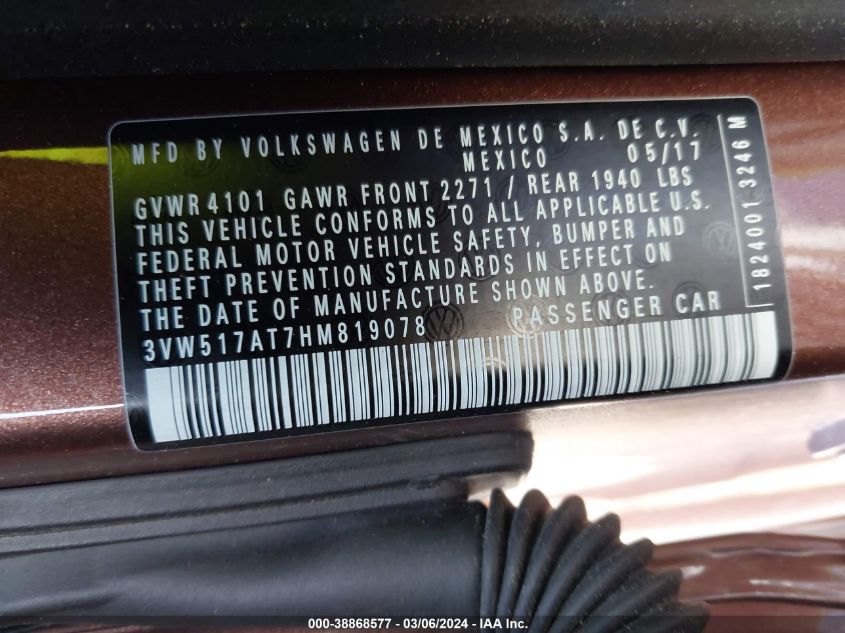 MFD BY VOLKSWAGEN DE MEXICO S.A. DE C.V.
MEXICO 05/17
GVWR 4101 GAWR FRONT 2271 / REAR 1940 LBS
THIS VEHICLE CONFORMS TO ALL APPLICABLE U.S.
FEDERAL MOTOR VEHICLE SAFETY, BUMPER AND
THEFT PREVENTION STANDARDS IN EFFECT ON
THE DATE OF MANUFACTURE SHOWN ABOVE.
3VW517AT7HM819078 PASSENGER CAR
1824001 3246 M
000-38868577 - 03/06/2024 - IAA Inc.